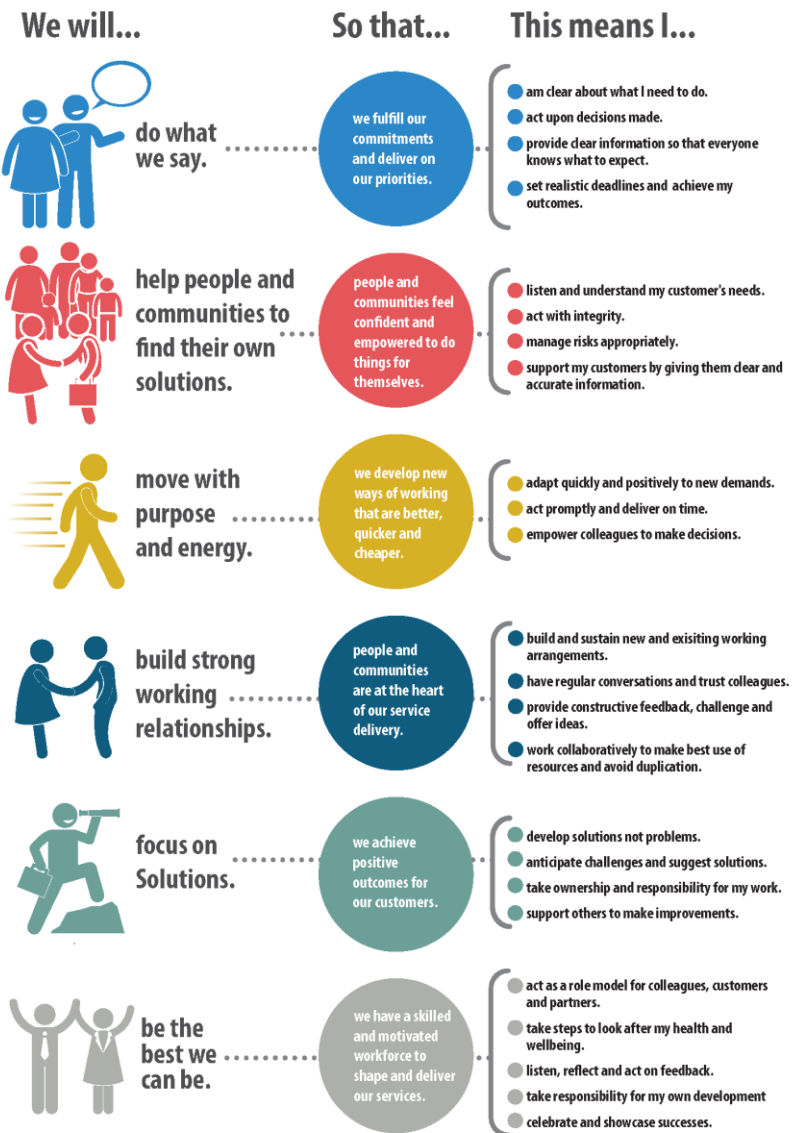 We will...
So that...
This means I...
do what
we say.
we fulfill our
commitments
and deliver on
our priorities.
am clear about what I need to do.
act upon decisions made.
provide clear information so that everyone
knows what to expect.
set realistic deadlines and achieve my
outcomes.
help people and
communities to
find their own
solutions.
people and
communities feel
confident and
empowered to do
things for
themselves.
listen and understand my customer's needs.
act with integrity.
manage risks appropriately.
support my customers by giving them clear and
accurate information.
move with
purpose
and energy.
we develop new
ways of working
that are better,
quicker and
cheaper.
adapt quickly and positively to new demands.
act promptly and deliver on time.
empower colleagues to make decisions.
build strong
working
relationships.
people and
communities
are at the heart
of our service
delivery.
build and sustain new and exisiting working
arrangements.
have regular conversations and trust colleagues.
provide constructive feedback, challenge and
offer ideas.
work collaboratively to make best use of
resources and avoid duplication.
focus on
Solutions.
we achieve
positive
outcomes for
our customers.
develop solutions not problems.
anticipate challenges and suggest solutions.
take ownership and responsibility for my work.
support others to make improvements.
be the
best we
can be.
we have a skilled
and motivated
workforce to
shape and deliver
our services.
act as a role model for colleagues, customers
and partners.
take steps to look after my health and
wellbeing.
listen, reflect and act on feedback.
take responsibility for my own development
celebrate and showcase successes.